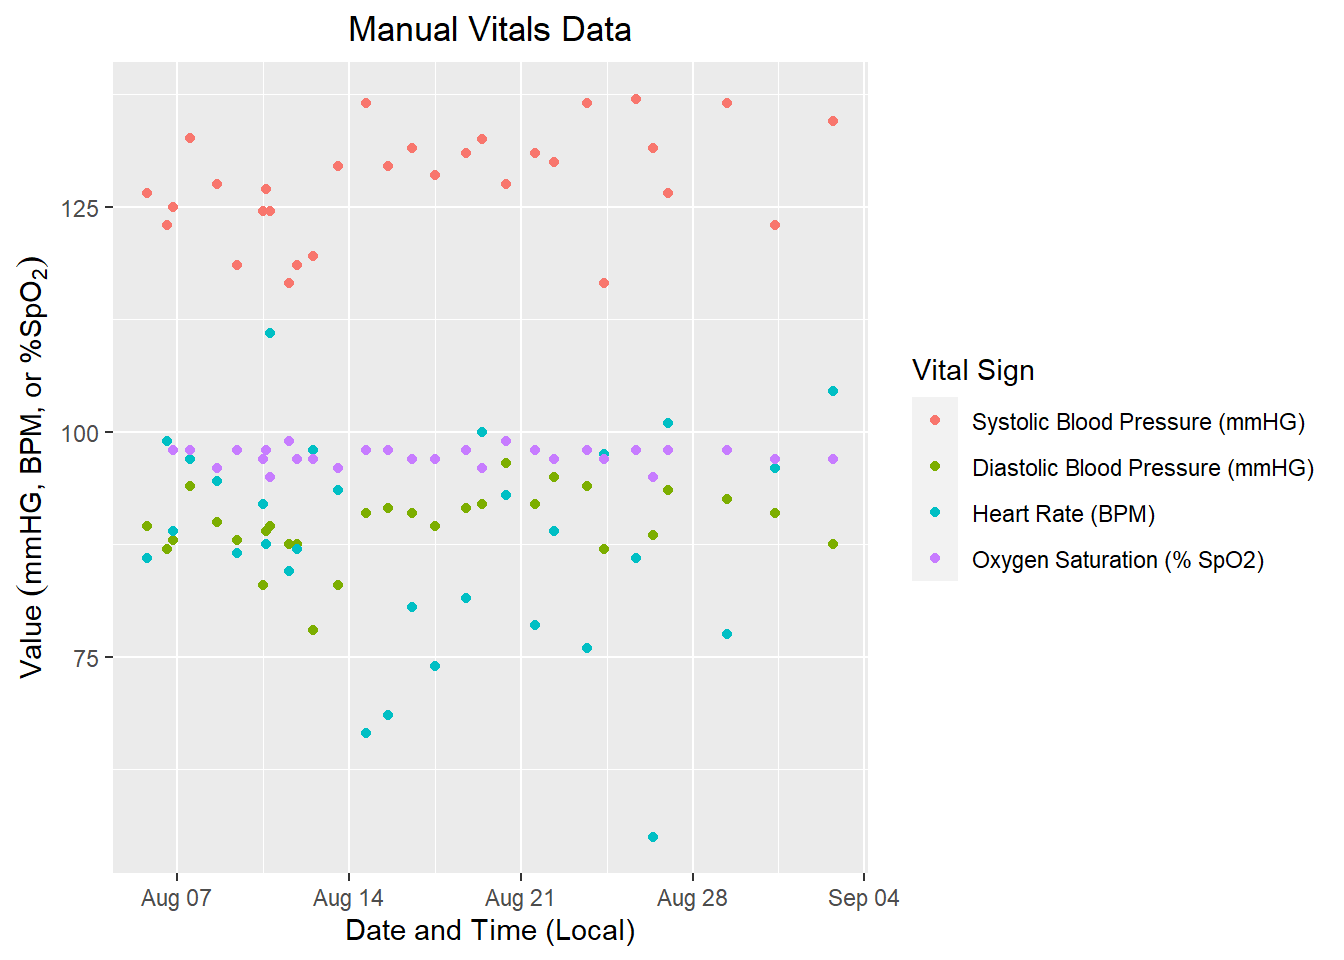 Manual Vitals Data
Value (mmHG, BPM, or %SpO₂)
125
100
75
Aug 07 Aug 14 Aug 21 Aug 28 Sep 04
Date and Time (Local)
Vital Sign
Systolic Blood Pressure (mmHG)
Diastolic Blood Pressure (mmHG)
Heart Rate (BPM)
Oxygen Saturation (% SpO2)